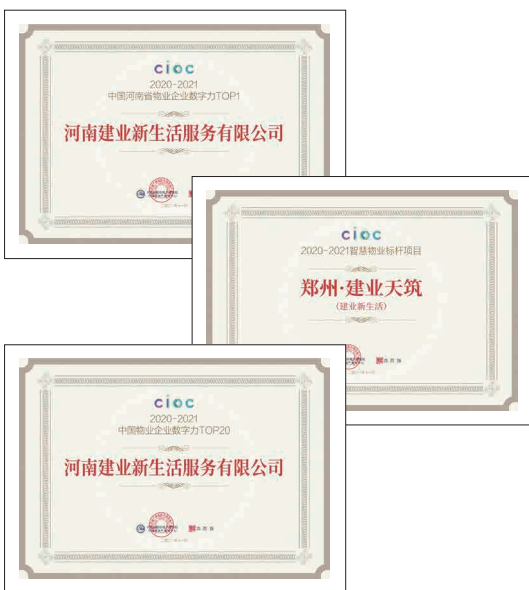 cioc
2020-2021
中国河南省物业企业数字力TOP1
河南建业新生活服务有限公司
cioc
2020-2021智慧物业标杆项目
郑州·建业天筑
(建业新生活)
cioc
2020-2021
中国物业企业数字力TOP20
河南建业新生活服务有限公司